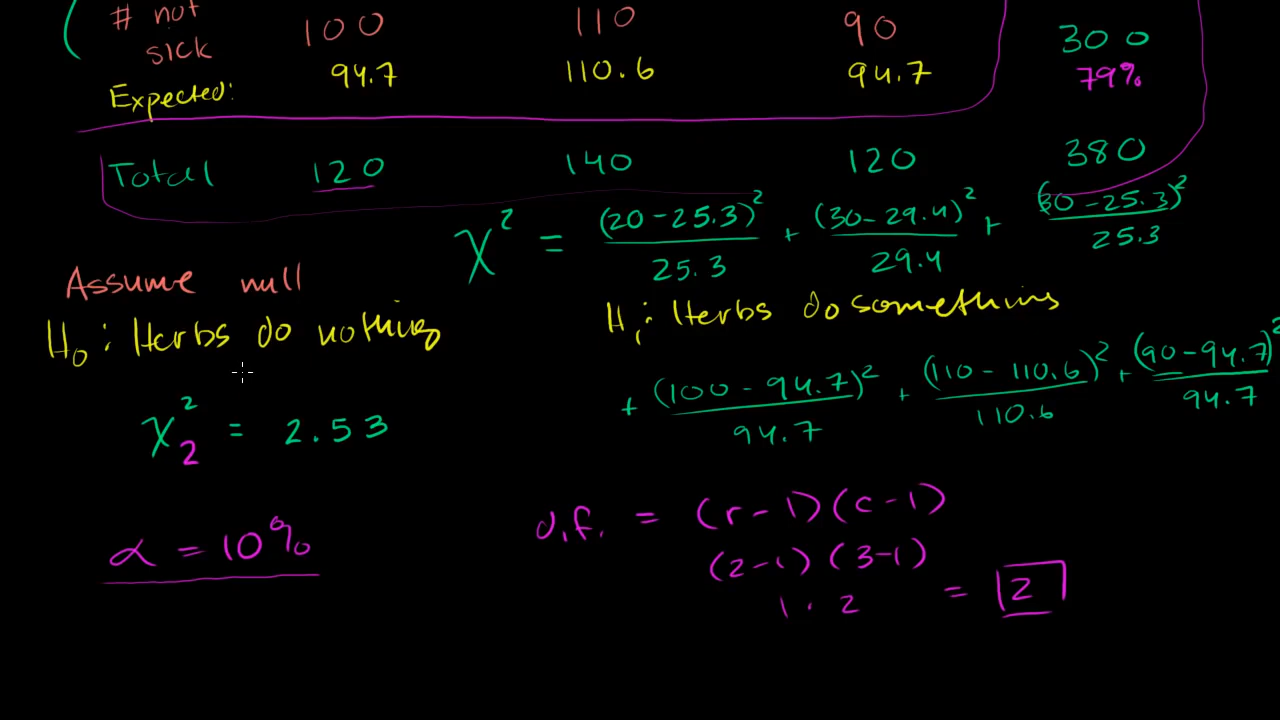 # not 100 110 90 300
sick
Expected: 94.7 110.6 94.7 79%
Total 120 140 120 380
χ² = (20 - 25.3)²/25.3 + (30 - 29.4)²/29.4 + (30 - 25.3)²/25.3
Assume null
H₀: Herbs do nothing
H₁: Herbs do something
+ (100 - 94.7)²/94.7 + (110 - 110.6)²/110.6 + (90 - 94.7)²/94.7
χ²₂ = 2.53
α = 10%
d.f. = (r - 1)(c - 1)
(2 - 1)(3 - 1)
1 · 2 = 2